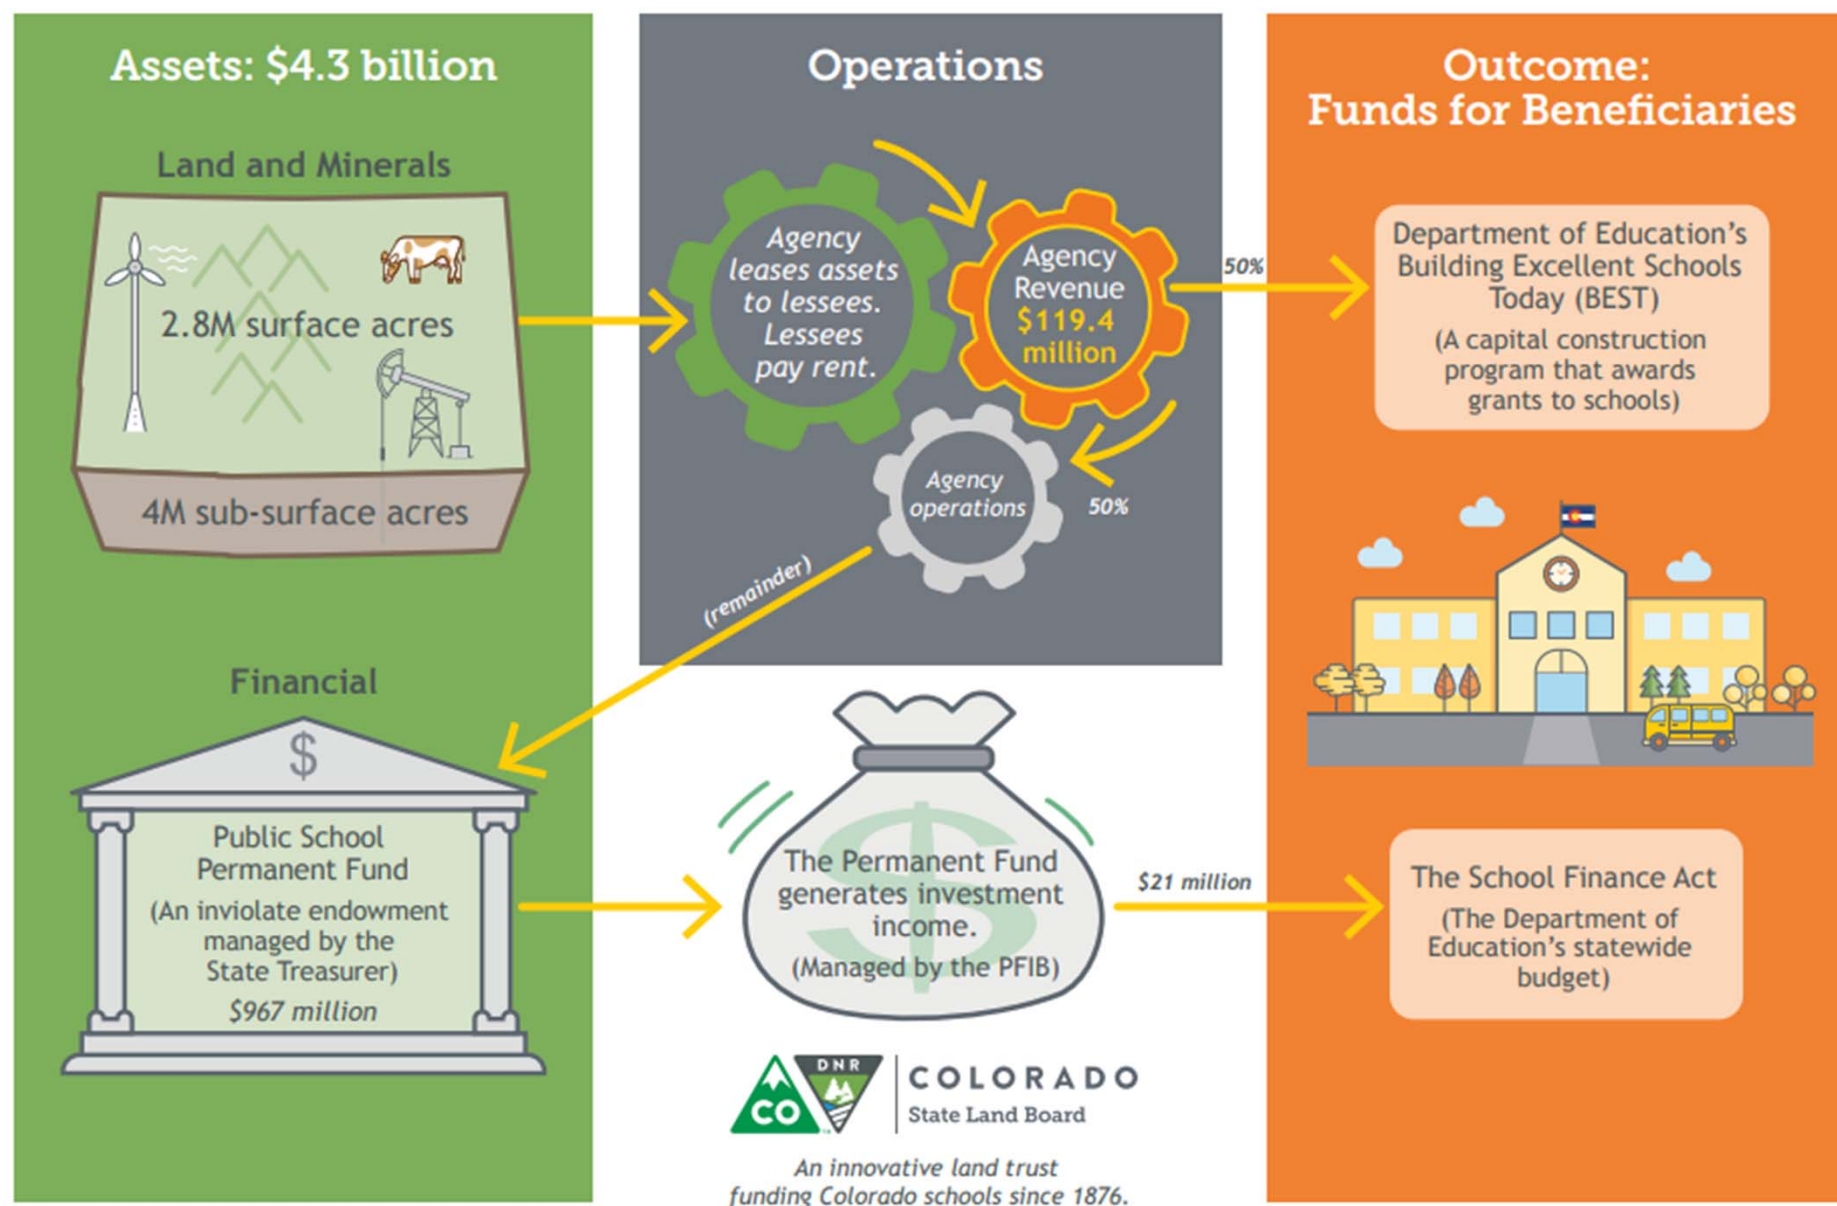 Assets: $4.3 billion
Land and Minerals
2.8M surface acres
4M sub-surface acres
Financial
$
Public School
Permanent Fund
(An inviolate endowment
managed by the
State Treasurer)
$967 million
Operations
Agency
leases assets
to lessees.
Lessees
pay rent.
Agency
Revenue
$119.4
million
50%
Agency
operations
50%
(remainder)
$
The Permanent Fund
generates investment
income.
(Managed by the PFIB)
$21 million
Outcome:
Funds for Beneficiaries
Department of Education's
Building Excellent Schools
Today (BEST)
(A capital construction
program that awards
grants to schools)
The School Finance Act
(The Department of
Education's statewide
budget)
CO
DNR
COLORADO
State Land Board
An innovative land trust
funding Colorado schools since 1876.